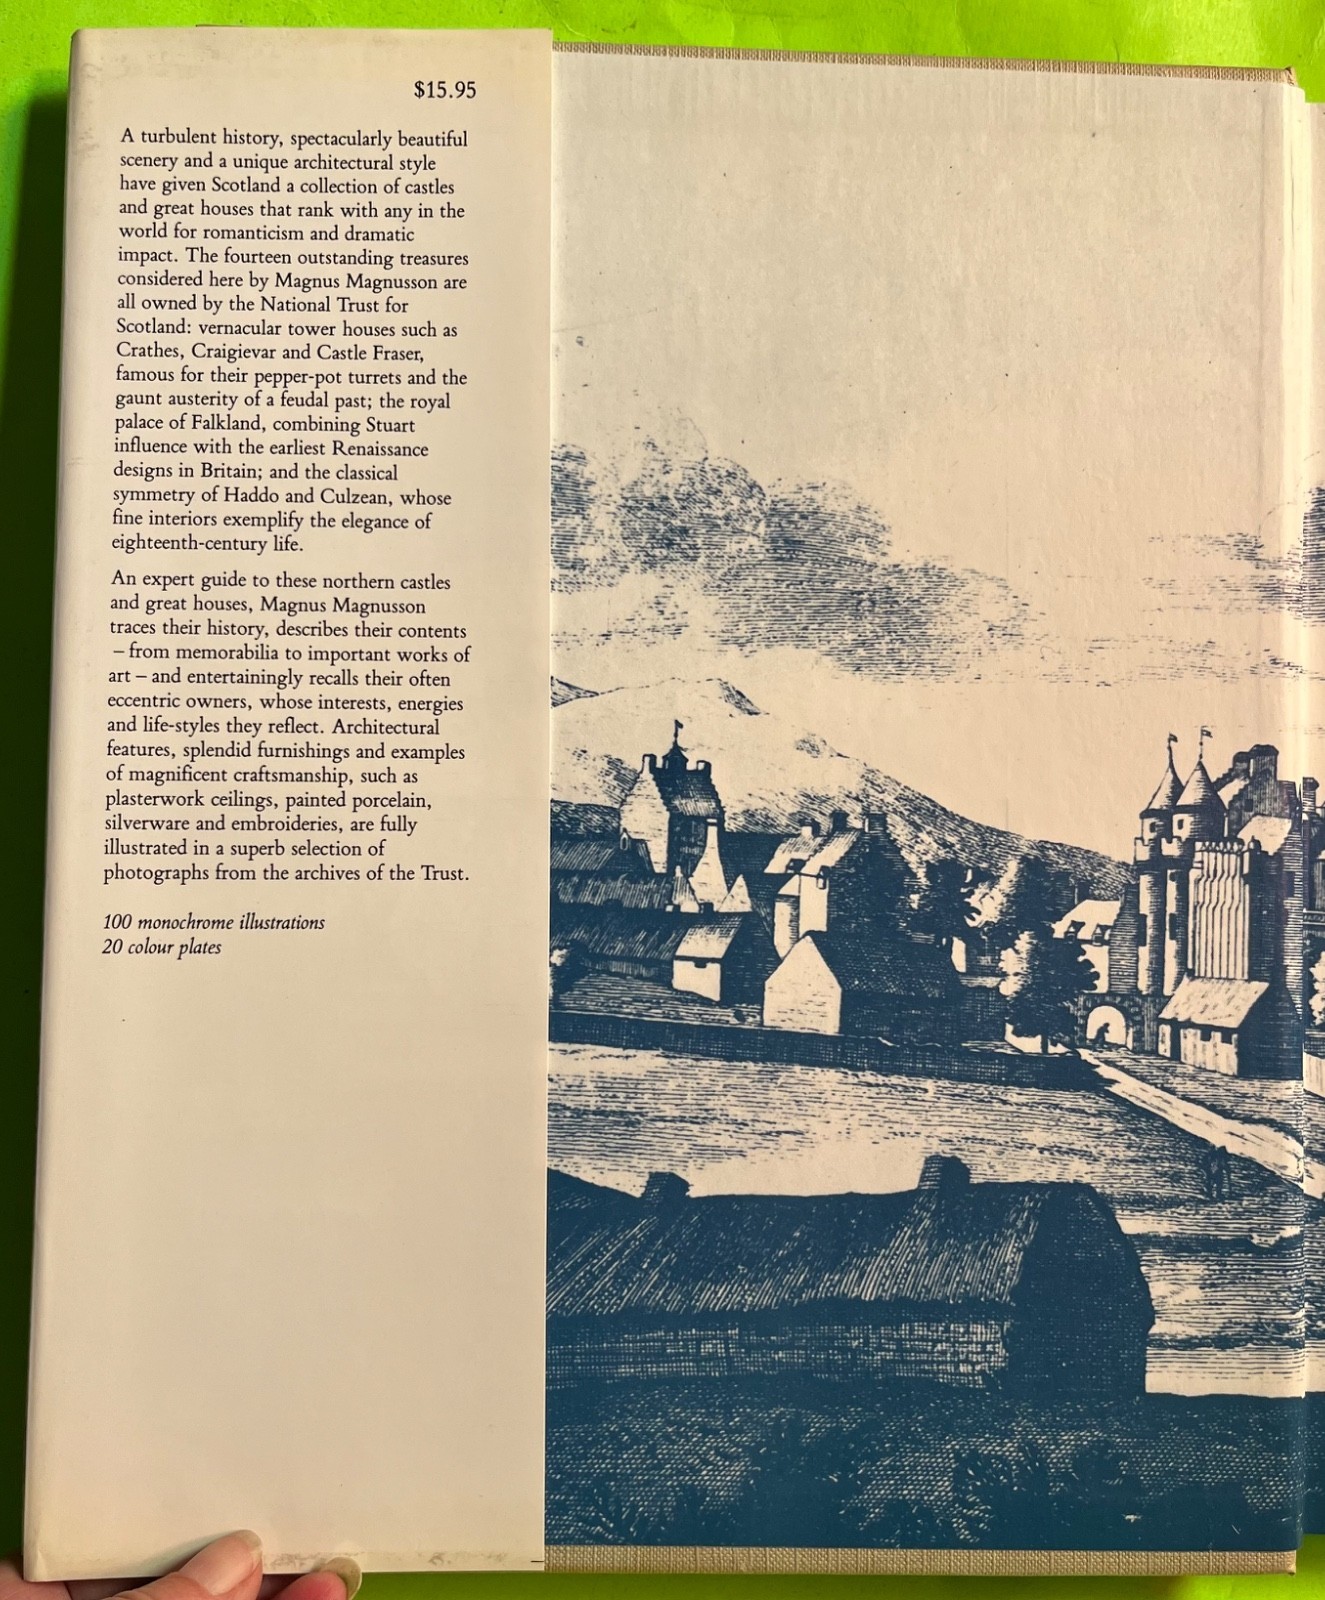 $15.95
A turbulent history, spectacularly beautiful
scenery and a unique architectural style
have given Scotland a collection of castles
and great houses that rank with any in the
world for romanticism and dramatic
impact. The fourteen outstanding treasures
considered here by Magnus Magnusson are
all owned by the National Trust for
Scotland: vernacular tower houses such as
Crathes, Craigievar and Castle Fraser,
famous for their pepper-pot turrets and the
gaunt austerity of a feudal past; the royal
palace of Falkland, combining Stuart
influence with the earliest Renaissance
designs in Britain; and the classical
symmetry of Haddo and Culzean, whose
fine interiors exemplify the elegance of
eighteenth-century life.
An expert guide to these northern castles
and great houses, Magnus Magnusson
traces their history, describes their contents
– from memorabilia to important works of
art – and entertainingly recalls their often
eccentric owners, whose interests, energies
and life-styles they reflect. Architectural
features, splendid furnishings and examples
of magnificent craftsmanship, such as
plasterwork ceilings, painted porcelain,
silverware and embroideries, are fully
illustrated in a superb selection of
photographs from the archives of the Trust.
100 monochrome illustrations
20 colour plates